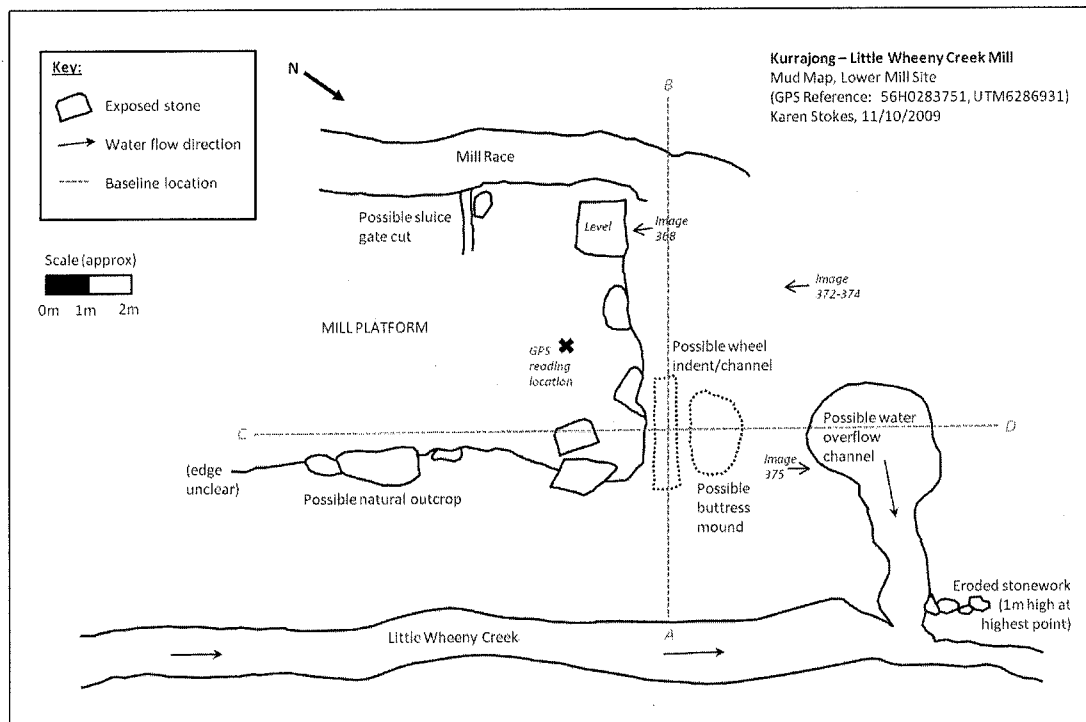 Key:
Exposed stone
Water flow direction
Baseline location
Scale (approx)
0m 1m 2m
N
Kurrajong – Little Wheeny Creek Mill
Mud Map, Lower Mill Site
(GPS Reference: 56H0283751, UTM6286931)
Karen Stokes, 11/10/2009
B
Mill Race
Possible sluice
gate cut
Level
Image
368
Image
372-374
MILL PLATFORM
GPS
reading
location
Possible wheel
indent/channel
C
D
Possible water
overflow
channel
(edge
unclear)
Possible natural outcrop
Image
375
Possible
buttress
mound
Eroded stonework
(1m high at
highest point)
Little Wheeny Creek
A